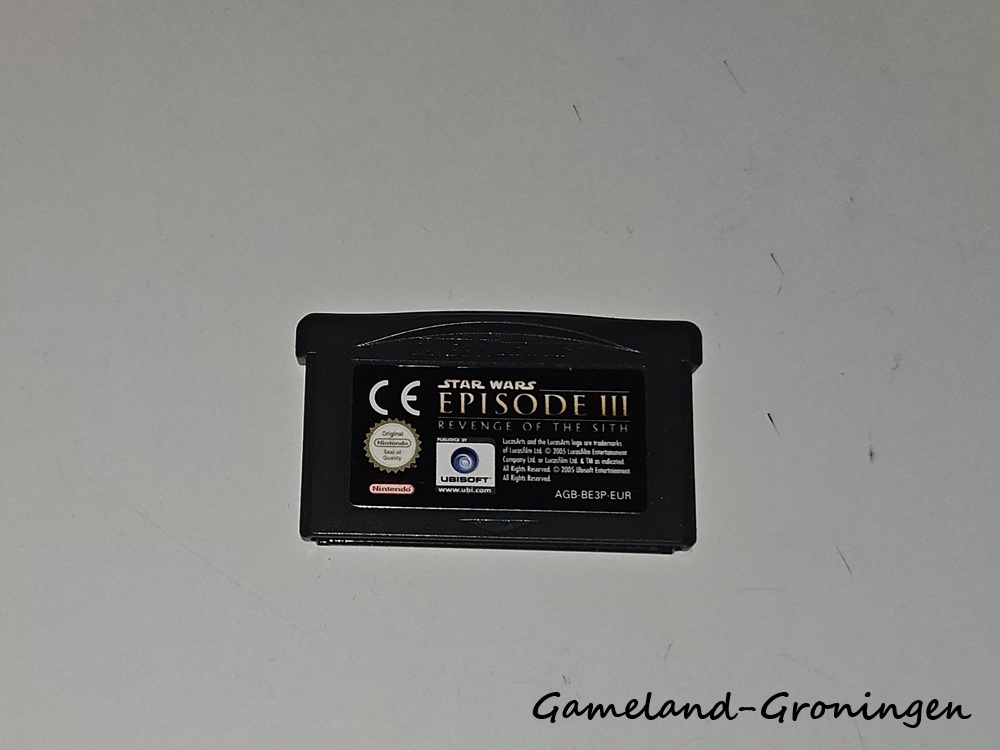 CE
STAR WARS
EPISODE III
REVENGE OF THE SITH
Original
Nintendo
Seal of
Quality
Nintendo
PUBLISHED BY
UBISOFT
www.ubi.com
LucasArts and the LucasArts logo are trademarks
of Lucasfilm Ltd. © 2005 Lucasfilm Entertainment
Company Ltd. or Lucasfilm Ltd. & TM as indicated.
All Rights Reserved. © 2005 Ubisoft Entertainment.
All Rights Reserved.
AGB-BE3P-EUR
Gameland-Groningen